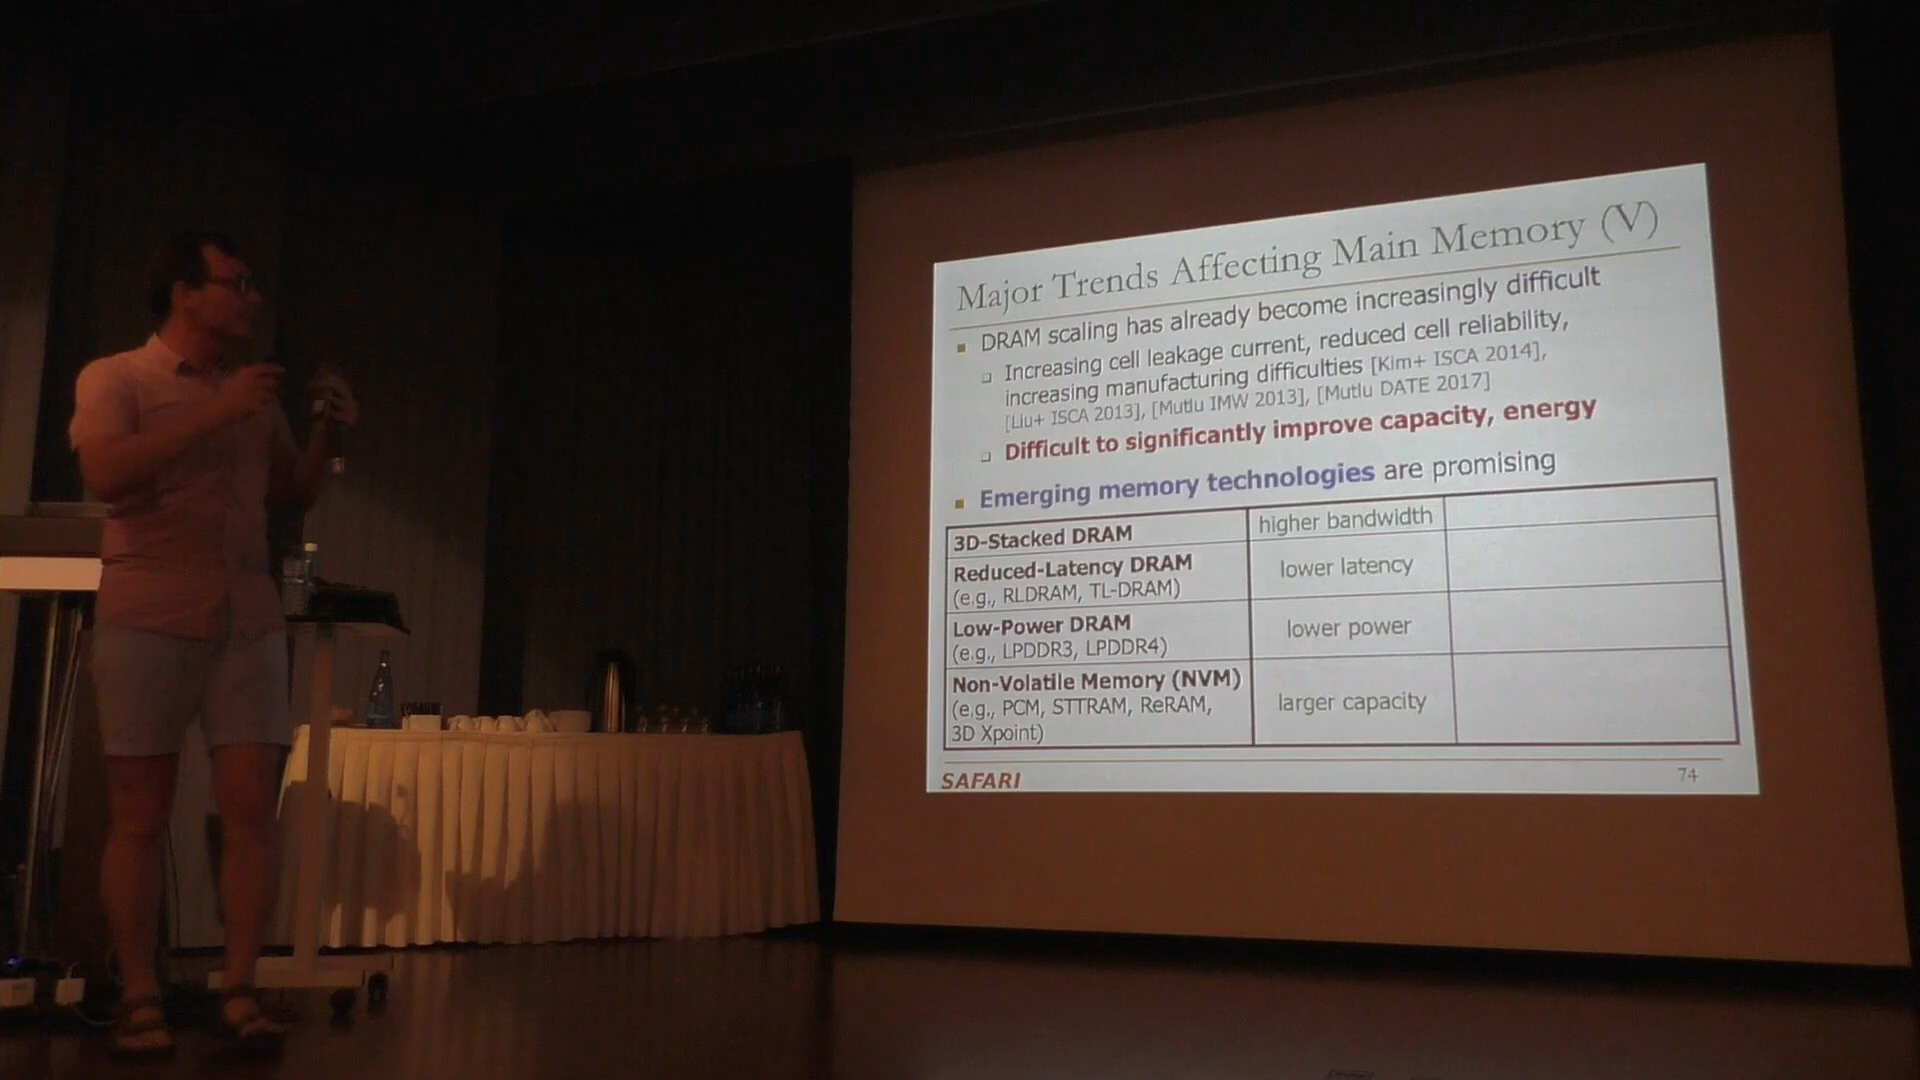 Major Trends Affecting Main Memory (V)
DRAM scaling has already become increasingly difficult
Increasing cell leakage current, reduced cell reliability,
increasing manufacturing difficulties [Kim+ ISCA 2014],
[Liu+ ISCA 2013], [Mutlu IMW 2013], [Mutlu DATE 2017]
Difficult to significantly improve capacity, energy
Emerging memory technologies are promising
3D-Stacked DRAM
higher bandwidth
Reduced-Latency DRAM
(e.g., RLDRAM, TL-DRAM)
lower latency
Low-Power DRAM
(e.g., LPDDR3, LPDDR4)
lower power
Non-Volatile Memory (NVM)
(e.g., PCM, STTRAM, ReRAM,
3D Xpoint)
larger capacity
SAFARI
74